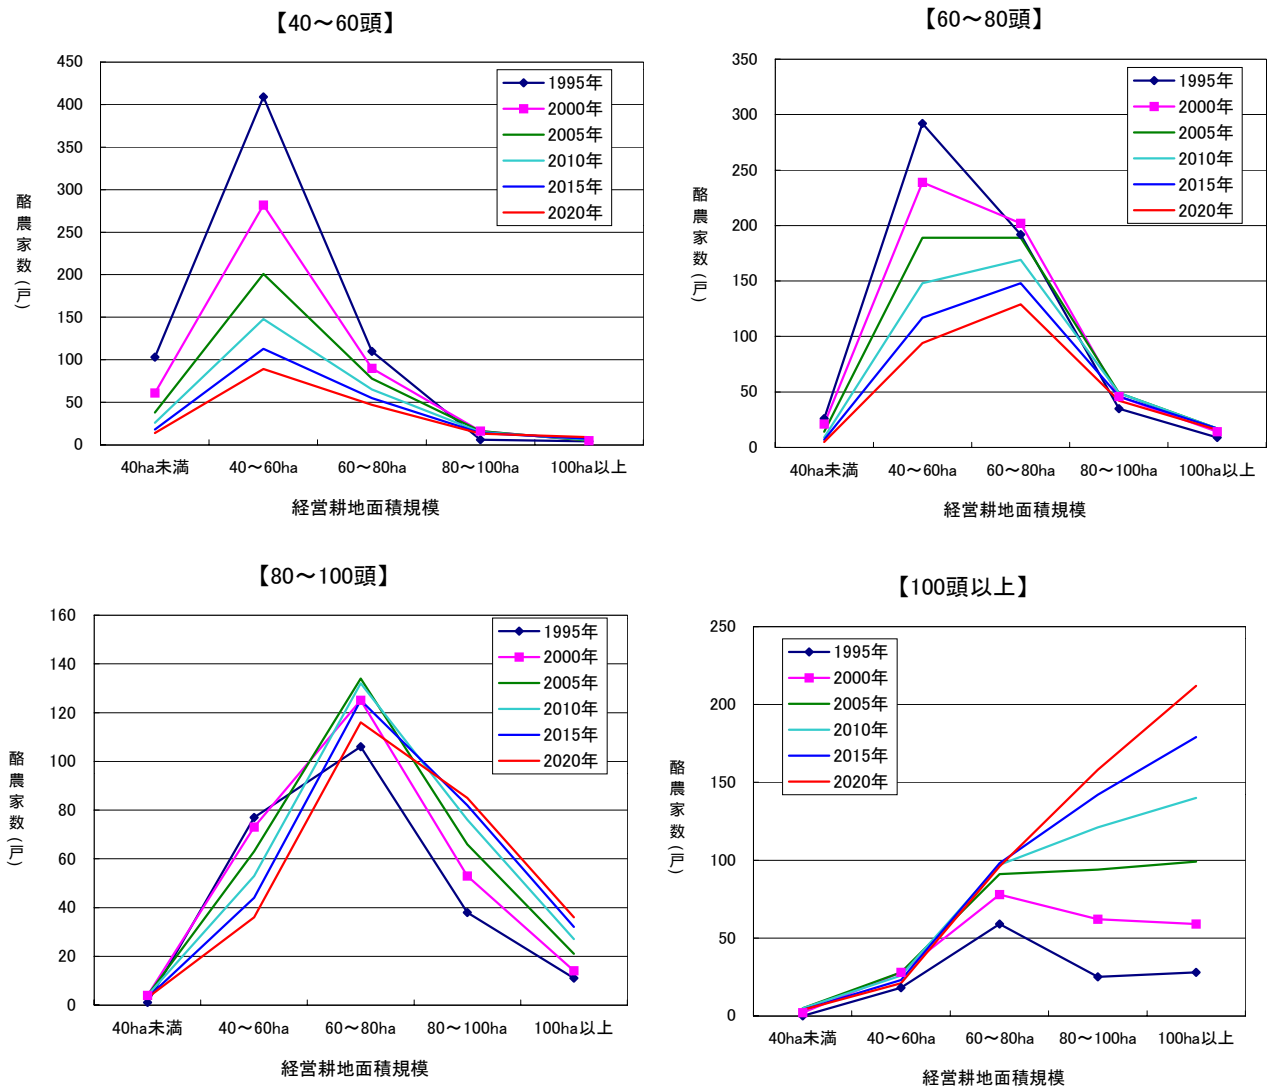 【40～60頭】
450
400
350
300
250
200
150
100
50
0
酪農家数(戸)
1995年
2000年
2005年
2010年
2015年
2020年
40ha未満
40～60ha
60～80ha
80～100ha
100ha以上
経営耕地面積規模
【60～80頭】
350
300
250
200
150
100
50
0
酪農家数(戸)
1995年
2000年
2005年
2010年
2015年
2020年
40ha未満
40～60ha
60～80ha
80～100ha
100ha以上
経営耕地面積規模
【80～100頭】
160
140
120
100
80
60
40
20
0
酪農家数(戸)
1995年
2000年
2005年
2010年
2015年
2020年
40ha未満
40～60ha
60～80ha
80～100ha
100ha以上
経営耕地面積規模
【100頭以上】
250
200
150
100
50
0
酪農家数(戸)
1995年
2000年
2005年
2010年
2015年
2020年
40ha未満
40～60ha
60～80ha
80～100ha
100ha以上
経営耕地面積規模